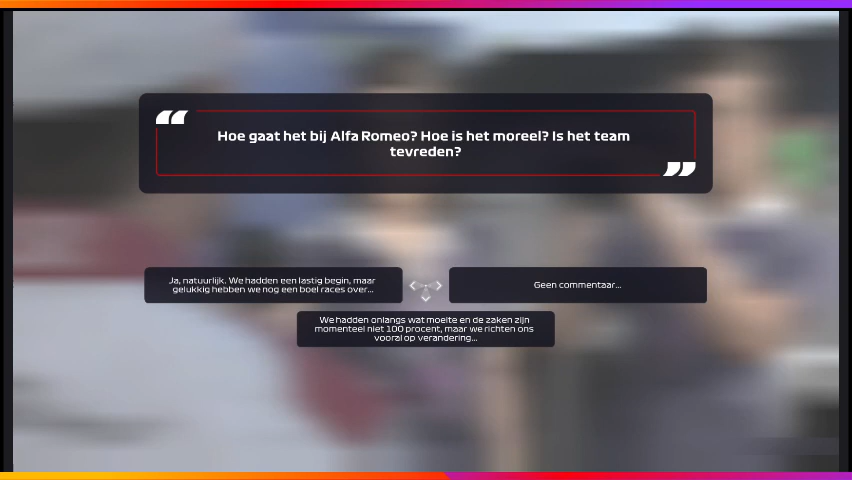 Hoe gaat het bij Alfa Romeo? Hoe is het moreel? Is het team
tevreden?
Ja, natuurlijk. We hadden een lastig begin, maar
gelukkig hebben we nog een boel races over...
Geen commentaar...
We hadden onlangs wat moeite en de zaken zijn
momenteel niet 100 procent, maar we richten ons
vooral op verandering...